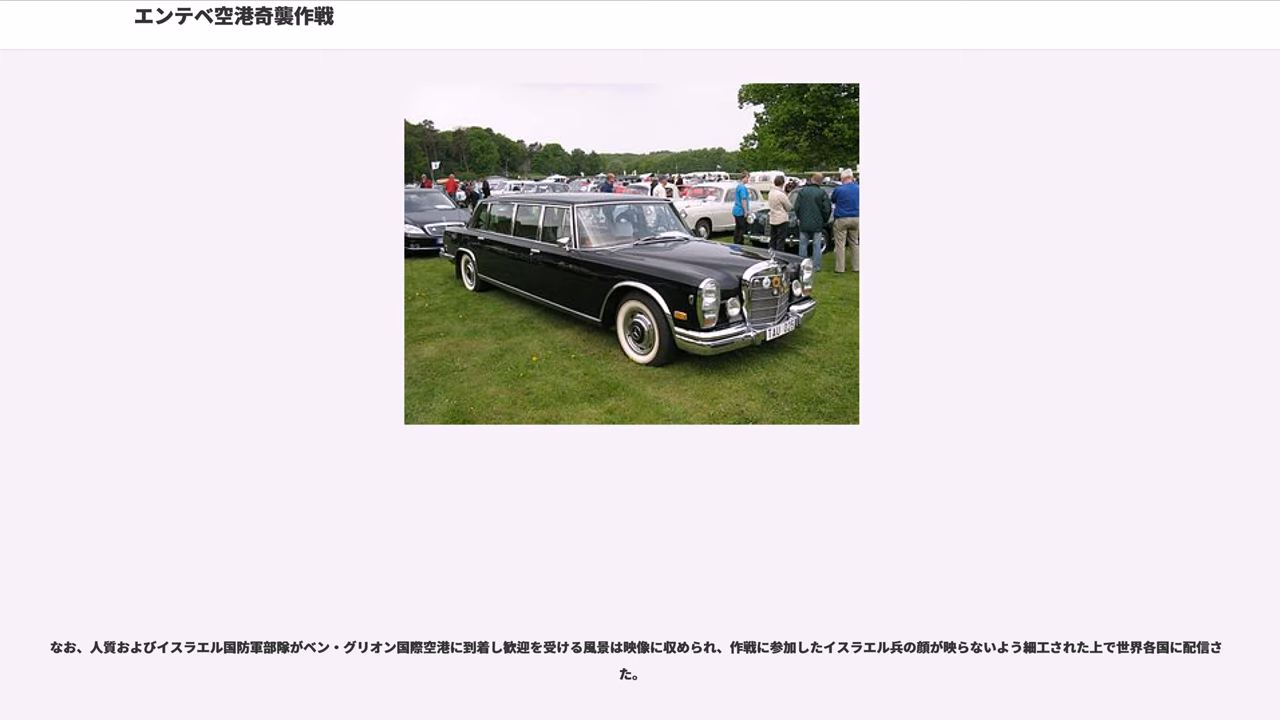 エンテベ空港奇襲作戦
なお、人質およびイスラエル国防軍部隊がベン・グリオン国際空港に到着し歓迎を受ける風景は映像に収められ、作戦に参加したイスラエル兵の顔が映らないよう細工された上で世界各国に配信さ
た。